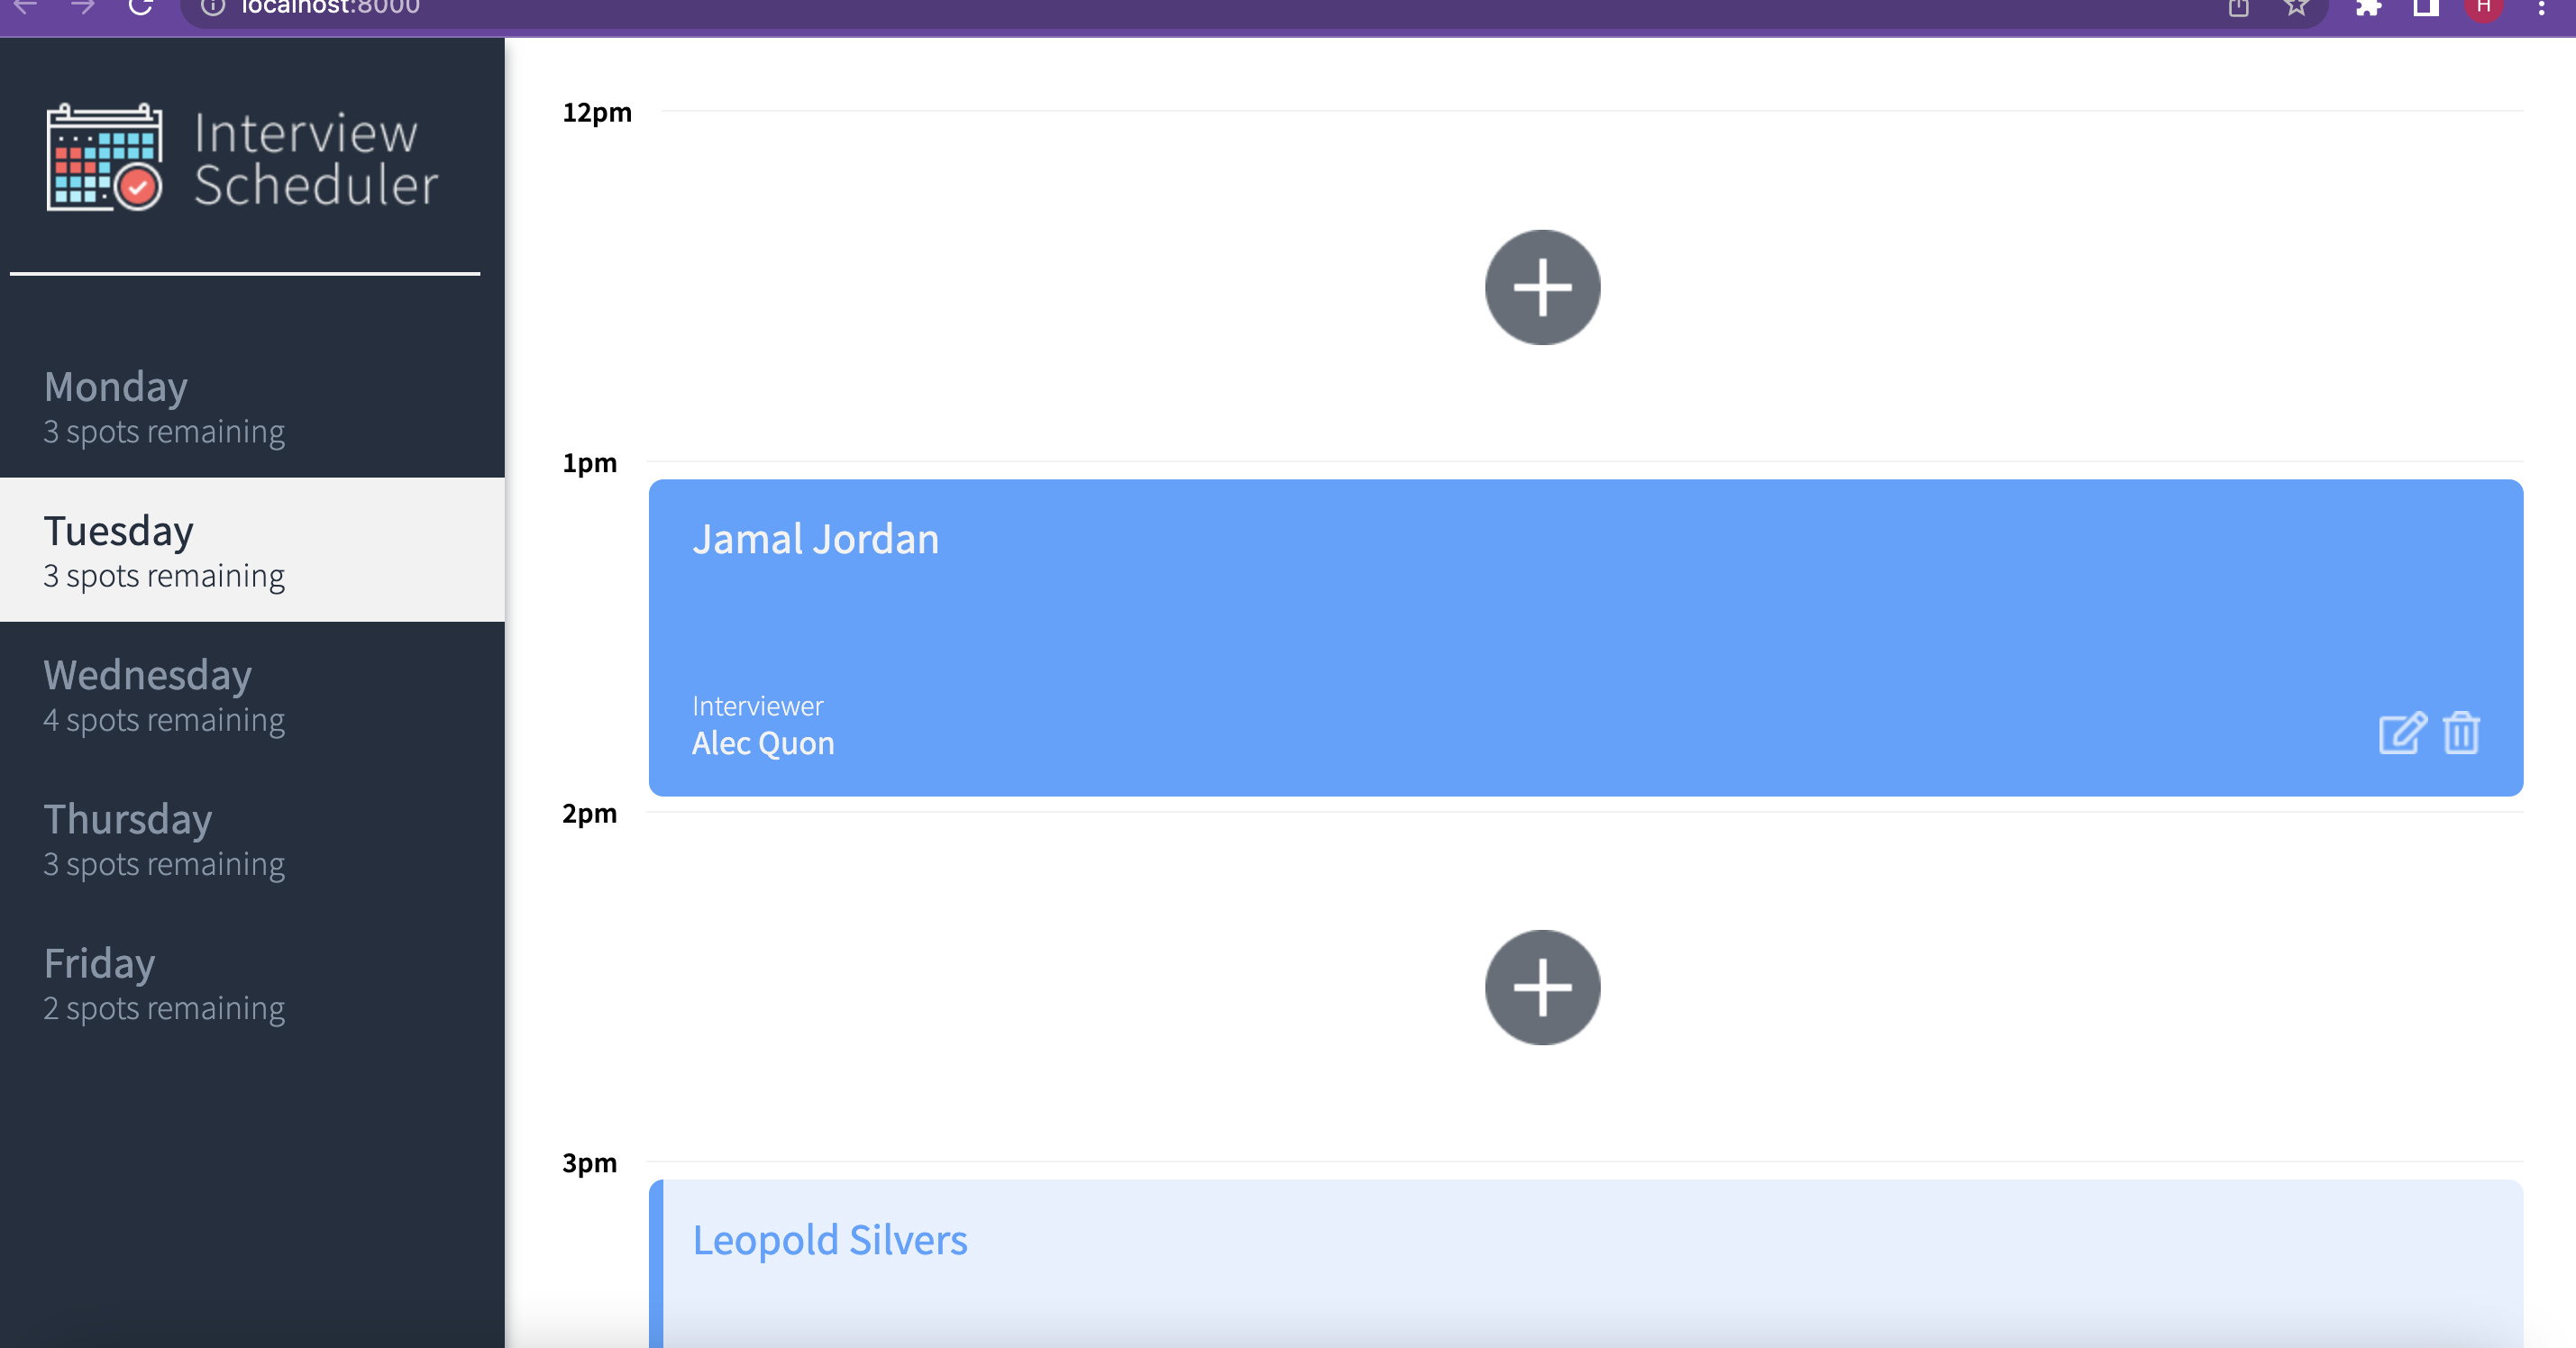 localhost:8000
H
Interview
Scheduler
Monday
3 spots remaining
Tuesday
3 spots remaining
Wednesday
4 spots remaining
Thursday
3 spots remaining
Friday
2 spots remaining
12pm
1pm
Jamal Jordan
Interviewer
Alec Quon
2pm
3pm
Leopold Silvers